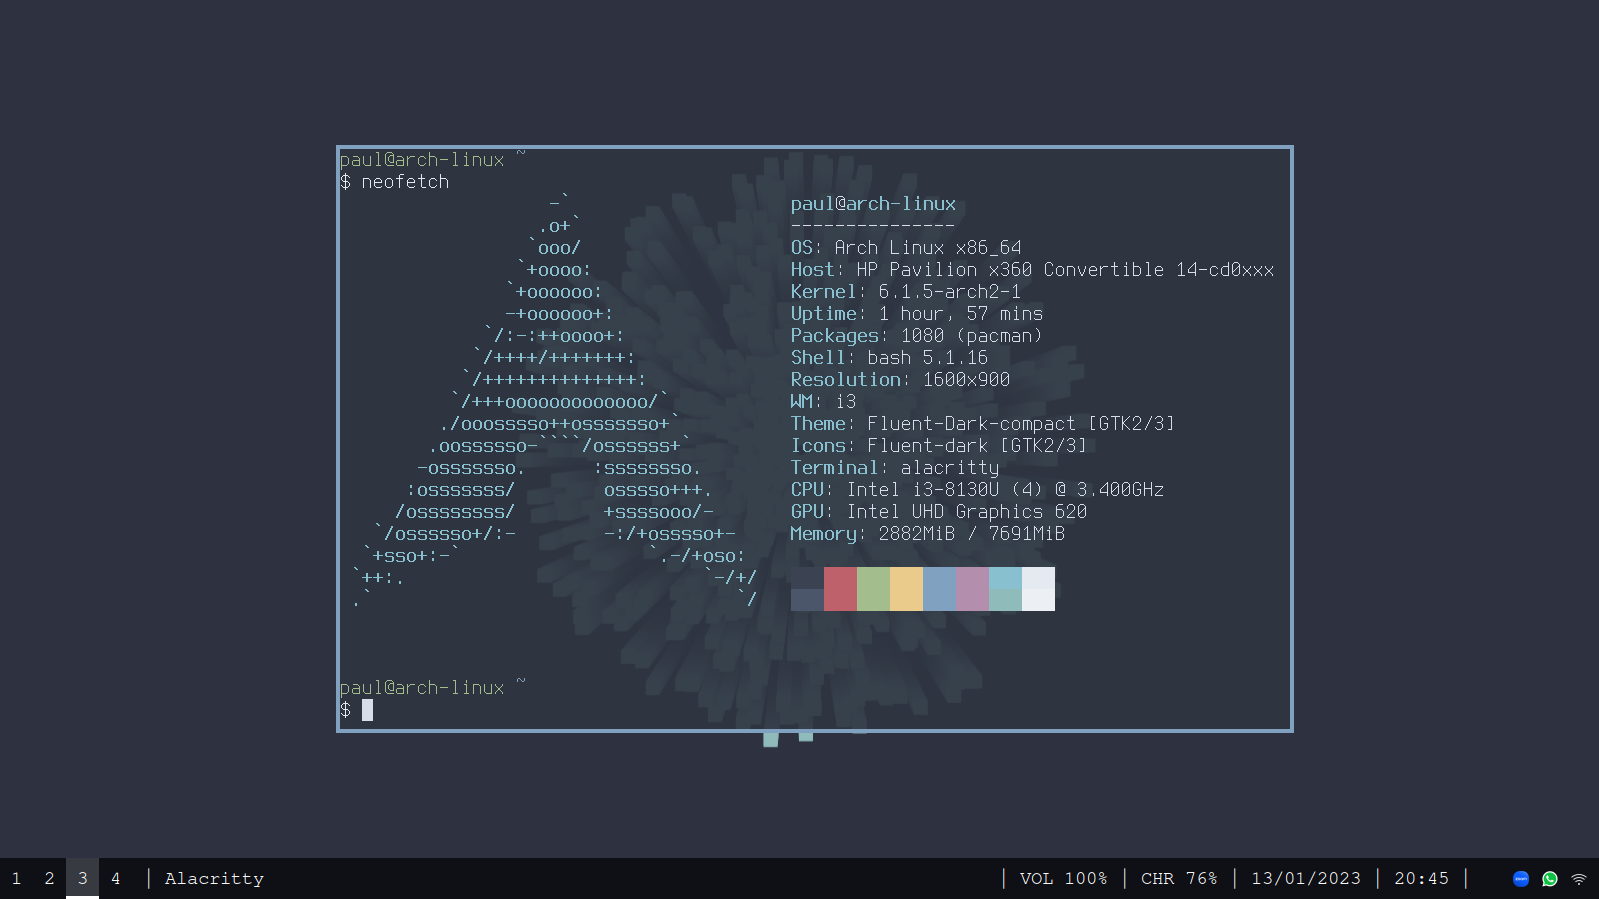 paul@arch-linux ~
$ neofetch
-`
.o+`
`ooo/
`+oooo:
`+oooooo:
-+oooooo+:
`/:-:++oooo+:
`/++++/+++++++:
`/++++++++++++++:
`/+++ooooooooooooo/`
./ooosssso++osssssso+`
.oossssso-````/ossssss+`
-osssssso. :ssssssso.
:osssssss/ osssso+++.
/ossssssss/ +ssssooo/-
`/ossssso+/:- -:/+osssso+-
`+sso+:-` `.-/+oso:
`++:. `-/+/
.` `/
paul@arch-linux
---------------
OS: Arch Linux x86_64
Host: HP Pavilion x360 Convertible 14-cd0xxx
Kernel: 6.1.5-arch2-1
Uptime: 1 hour, 57 mins
Packages: 1080 (pacman)
Shell: bash 5.1.16
Resolution: 1600x900
WM: i3
Theme: Fluent-Dark-compact [GTK2/3]
Icons: Fluent-dark [GTK2/3]
Terminal: alacritty
CPU: Intel i3-8130U (4) @ 3.400GHz
GPU: Intel UHD Graphics 620
Memory: 2882MiB / 7691MiB
paul@arch-linux ~
$
1 2 3 4 | Alacritty | VOL 100% | CHR 76% | 13/01/2023 | 20:45 |
zoom